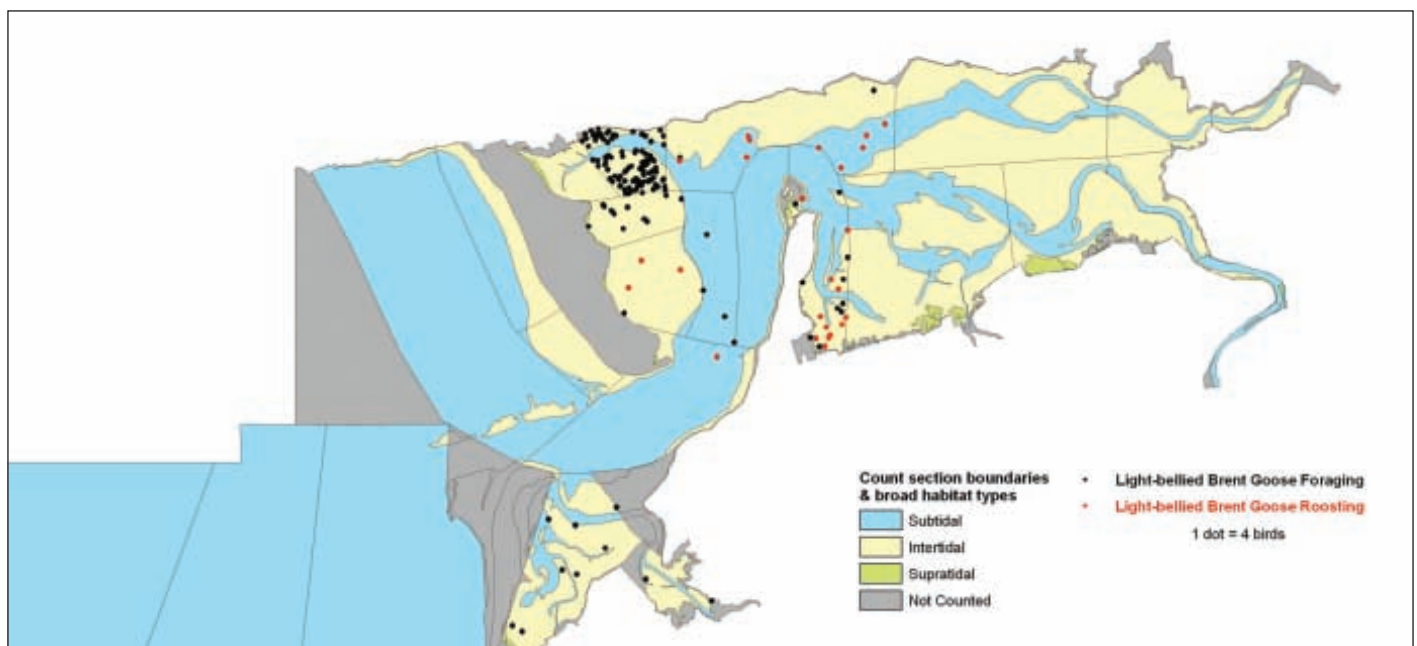 Count section boundaries
& broad habitat types
Subtidal
Intertidal
Supratidal
Not Counted
Light-bellied Brent Goose Foraging
Light-bellied Brent Goose Roosting
1 dot = 4 birds